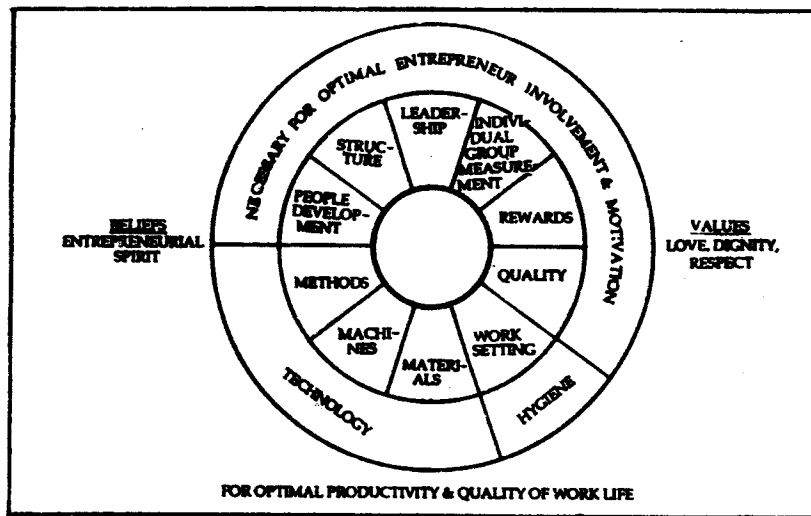 NECESSARY FOR OPTIMAL ENTREPRENEUR INVOLVEMENT & MOTIVATION
LEADER-
SHIP
INDIVI-
DUAL
GROUP
MEASURE-
MENT
STRUC-
TURE
PEOPLE
DEVELOP-
MENT
REWARDS
BELIEFS
ENTREPRENEURIAL
SPIRIT
VALUES
LOVE, DIGNITY,
RESPECT
METHODS
QUALITY
MACHI-
NES
MATERI-
ALS
WORK
SETTING
TECHNOLOGY
HYGIENE
FOR OPTIMAL PRODUCTIVITY & QUALITY OF WORK LIFE